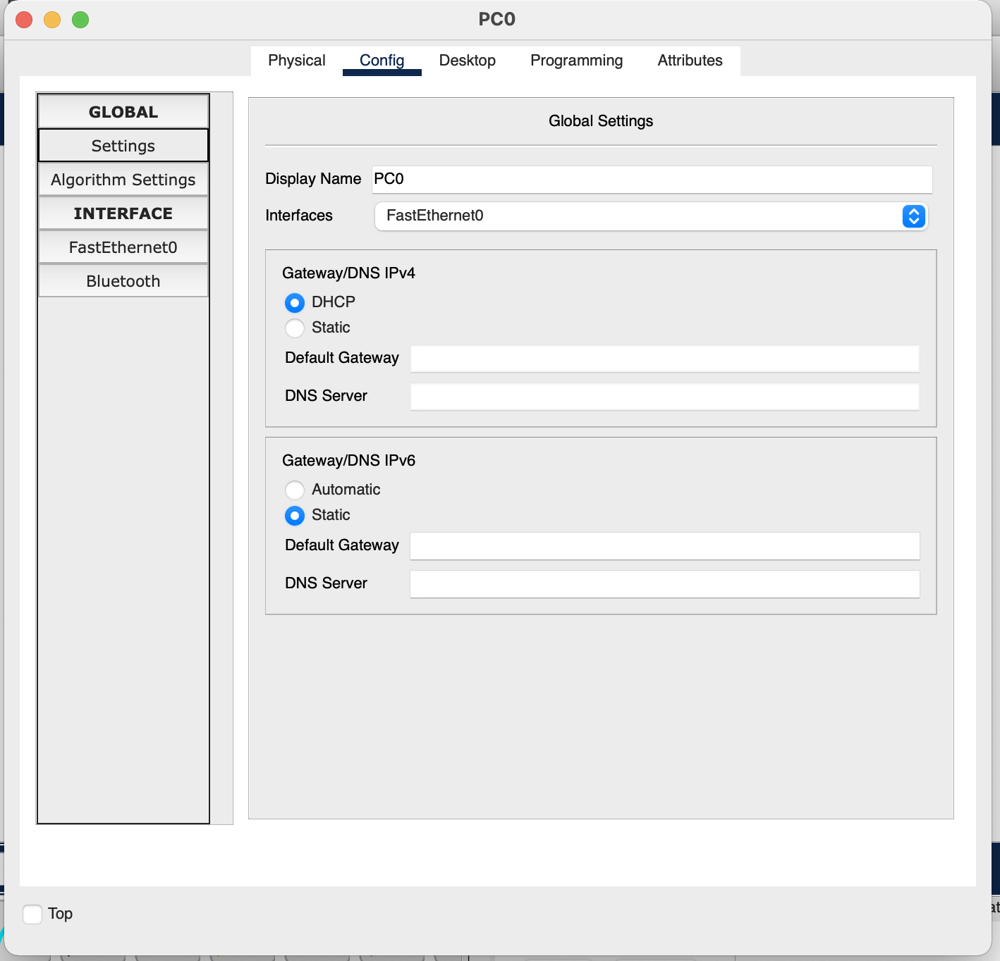 PC0
Physical Config Desktop Programming Attributes
GLOBAL
Settings
Algorithm Settings
INTERFACE
FastEthernet0
Bluetooth
Global Settings
Display Name PC0
Interfaces FastEthernet0
Gateway/DNS IPv4
DHCP
Static
Default Gateway
DNS Server
Gateway/DNS IPv6
Automatic
Static
Default Gateway
DNS Server
Top